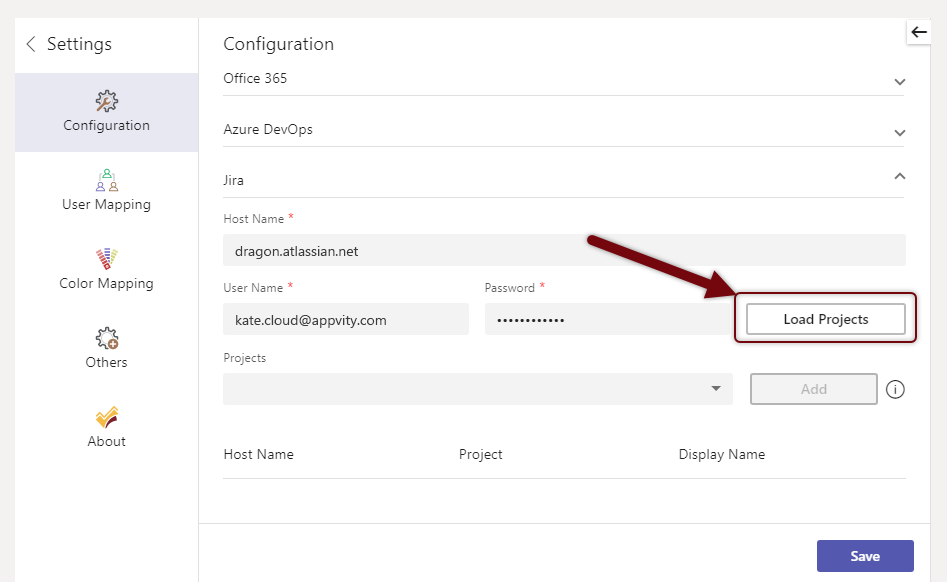 Settings
Configuration
User Mapping
Color Mapping
Others
About
Configuration
Office 365
Azure DevOps
Jira
Host Name *
dragon.atlassian.net
User Name * Password *
kate.cloud@appvity.com •••••••••••• Load Projects
Projects
Add i
Host Name Project Display Name
Save